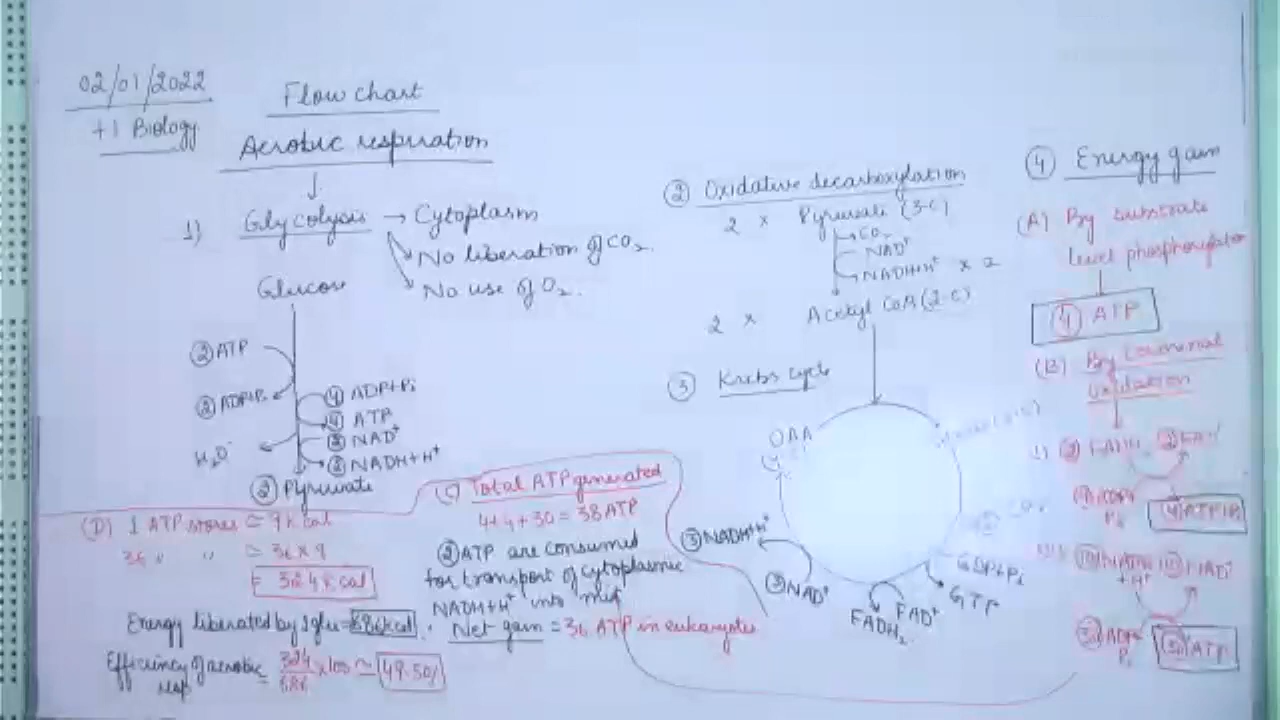 02/01/2022
+1 Biology
Flow chart
Aerobic respiration
1) Glycolysis → Cytoplasm
No liberation of CO₂.
No use of O₂.
Glucose
② ATP
② ADP+Pi
④ ADP+Pi
④ ATP
② NAD⁺
② NADH+H⁺
H₂O
② Pyruvate
② Oxidative decarboxylation
2 × Pyruvate (3-C)
CO₂
NAD⁺
NADH+H⁺ × 2
2 × Acetyl CoA (2-C)
③ Krebs cycle
OAA
GDP+Pi
GTP
FAD⁺
FADH₂
③ NAD⁺
③ NADH+H⁺
④ Energy gain
(A) By substrate
level phosphorylation
④ ATP
(B) By terminal
oxidation
④ ATP
(C) Total ATP generated
4+4+30 = 38 ATP
② ATP are consumed
for transport of cytoplasmic
NADH+H⁺ into mit
Net gain = 36 ATP in eukaryotes
(D) 1 ATP stores ≃ 9 kcal
36 " " ≃ 36 × 9
= 324 kcal
Energy liberated by 1 glu = 686 kcal.
Efficiency of aerobic
resp = 324/686 × 100 ≃ 49.50%